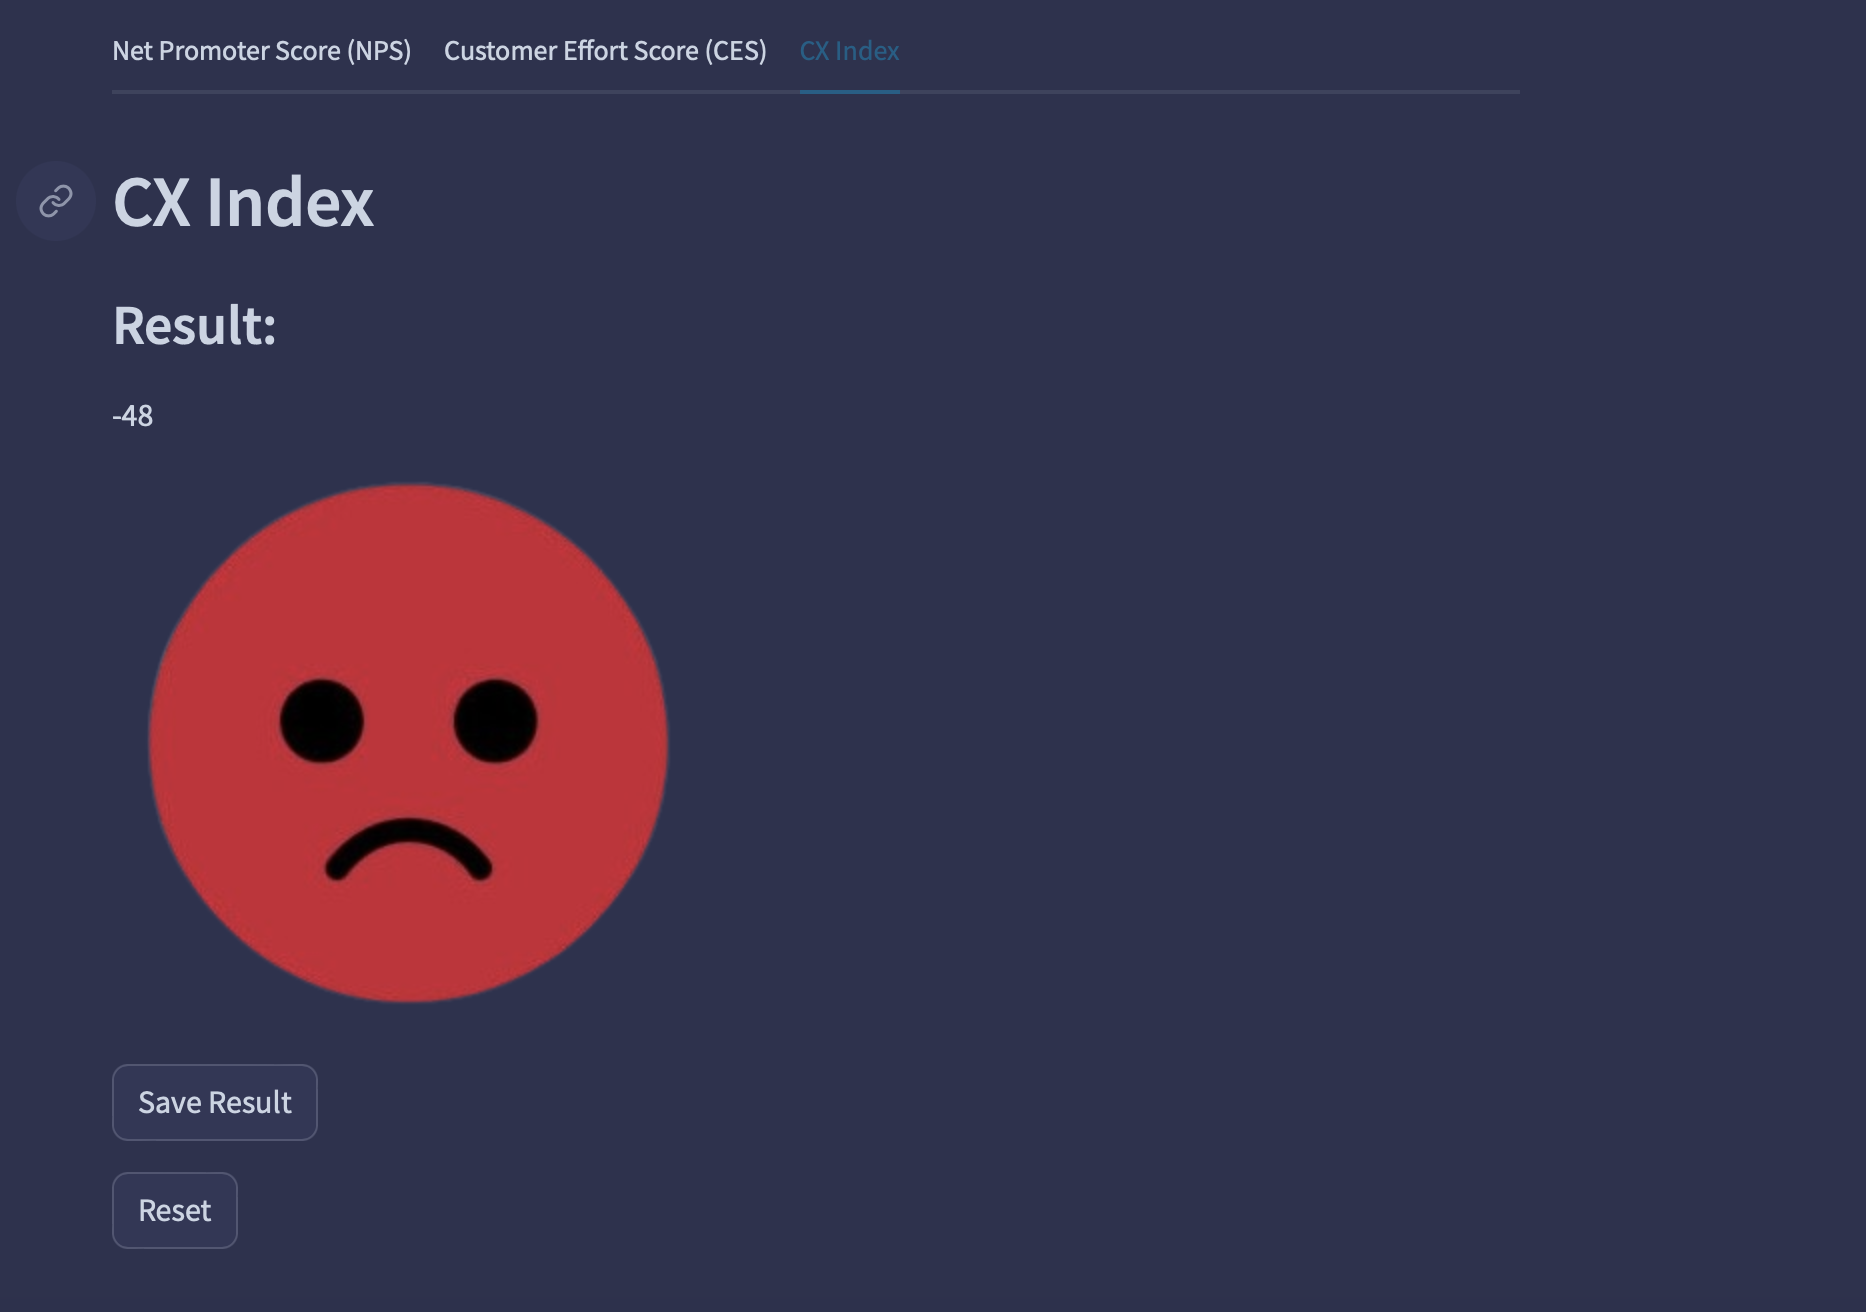 Net Promoter Score (NPS) Customer Effort Score (CES) CX Index
CX Index
Result:
-48
Save Result
Reset